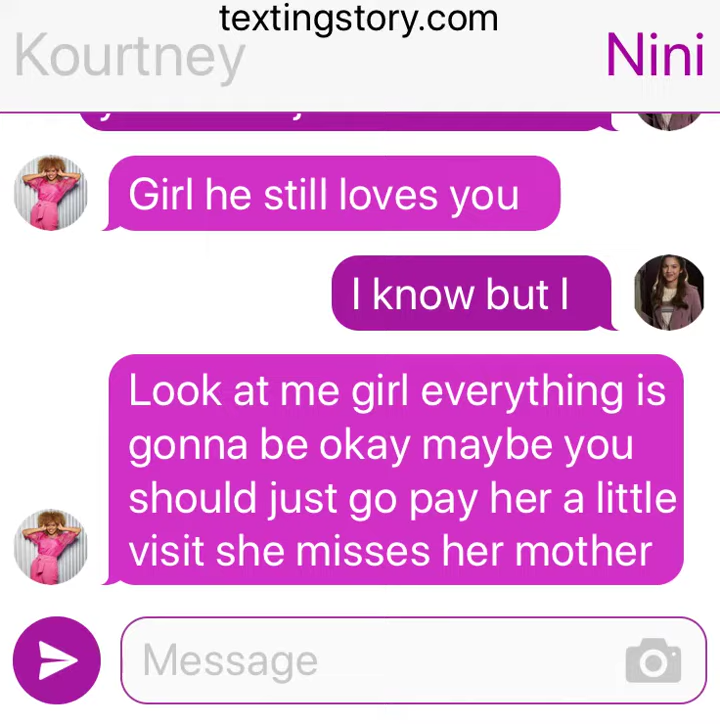 textingstory.com
Kourtney
Nini
Girl he still loves you
I know but I
Look at me girl everything is
gonna be okay maybe you
should just go pay her a little
visit she misses her mother
Message